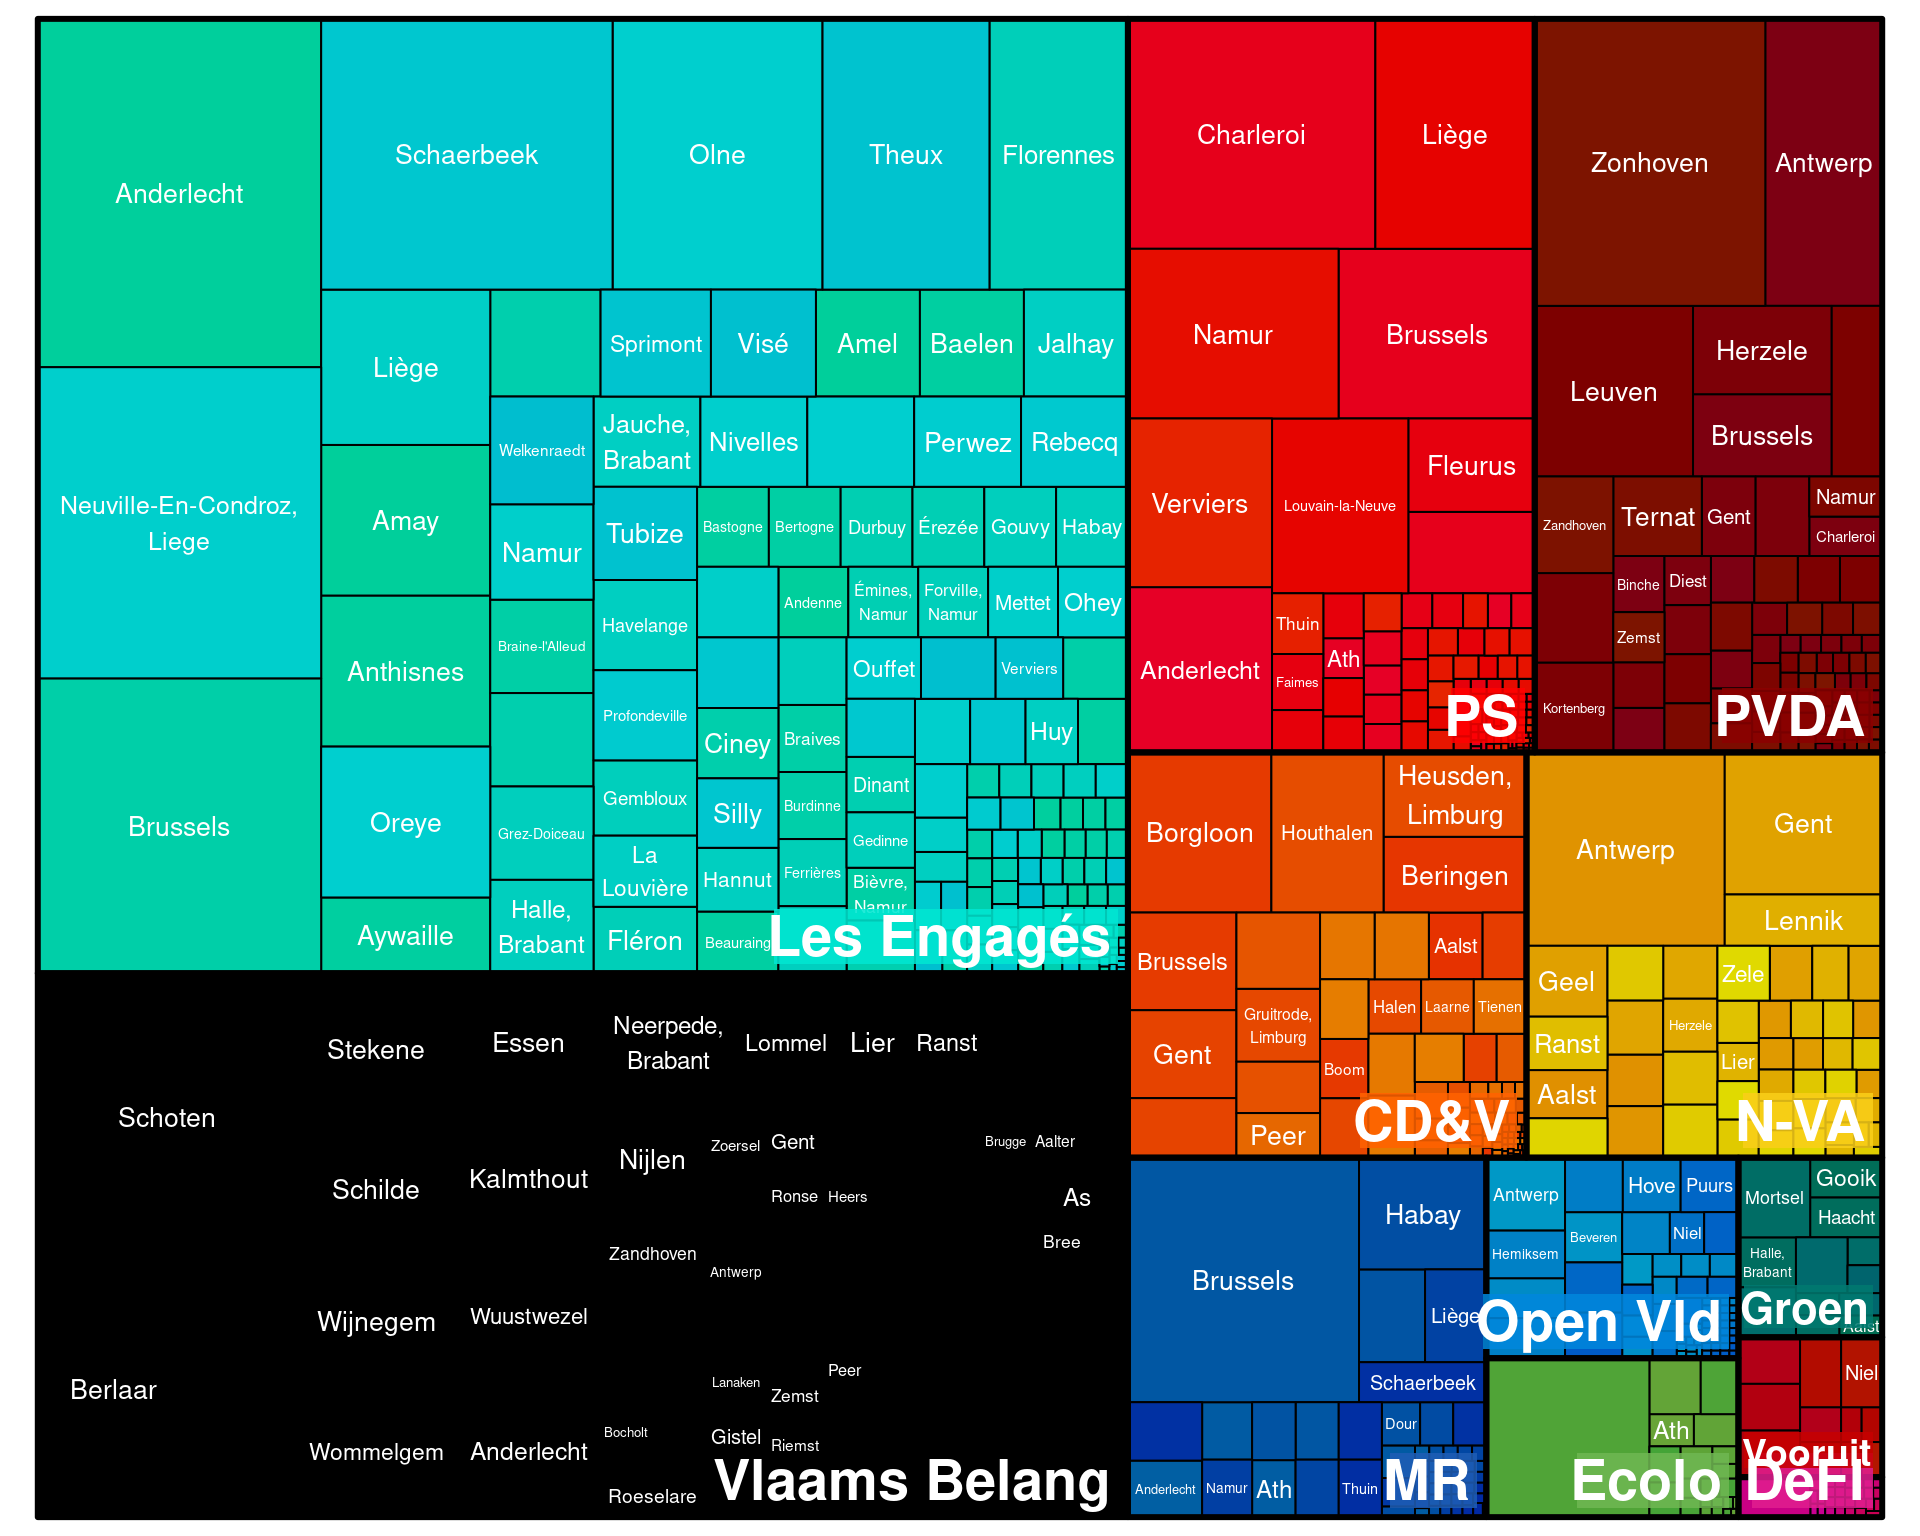 Anderlecht
Schaerbeek
Olne
Theux
Florennes
Neuville-En-Condroz,
Liege
Brussels
Liège
Sprimont
Visé
Amel
Baelen
Jalhay
Amay
Welkenraedt
Jauche,
Brabant
Nivelles
Perwez
Rebecq
Namur
Tubize
Bastogne
Bertogne
Durbuy
Érezée
Gouvy
Habay
Anthisnes
Braine-l'Alleud
Havelange
Andenne
Émines,
Namur
Forville,
Namur
Mettet
Ohey
Ouffet
Verviers
Profondeville
Ciney
Braives
Huy
Oreye
Grez-Doiceau
Gembloux
Silly
Burdinne
Dinant
La
Louvière
Hannut
Ferrières
Gedinne
Bièvre,
Namur
Aywaille
Halle,
Brabant
Fléron
Beauraing
Les Engagés
Charleroi
Liège
Namur
Brussels
Verviers
Louvain-la-Neuve
Fleurus
Anderlecht
Thuin
Ath
Faimes
PS
Zonhoven
Antwerp
Leuven
Herzele
Brussels
Zandhoven
Ternat
Gent
Namur
Charleroi
Binche
Diest
Zemst
Kortenberg
PVDA
Borgloon
Houthalen
Heusden,
Limburg
Beringen
Brussels
Aalst
Gruitrode,
Limburg
Halen
Laarne
Tienen
Gent
Boom
Peer
CD&V
Antwerp
Gent
Lennik
Geel
Zele
Ranst
Herzele
Lier
Aalst
N-VA
Stekene
Essen
Neerpede,
Brabant
Lommel
Lier
Ranst
Schoten
Schilde
Kalmthout
Nijlen
Zoersel
Gent
Brugge
Aalter
Ronse
Heers
As
Bree
Zandhoven
Antwerp
Wijnegem
Wuustwezel
Berlaar
Lanaken
Zemst
Peer
Wommelgem
Anderlecht
Bocholt
Gistel
Riemst
Roeselare
Vlaams Belang
Brussels
Habay
Liège
Schaerbeek
Anderlecht
Namur
Ath
Thuin
Dour
MR
Antwerp
Hove
Puurs
Hemiksem
Beveren
Niel
Open Vld
Mortsel
Gooik
Haacht
Halle,
Brabant
Aalst
Groen
Ath
Ecolo
Niel
Vooruit
DéFI